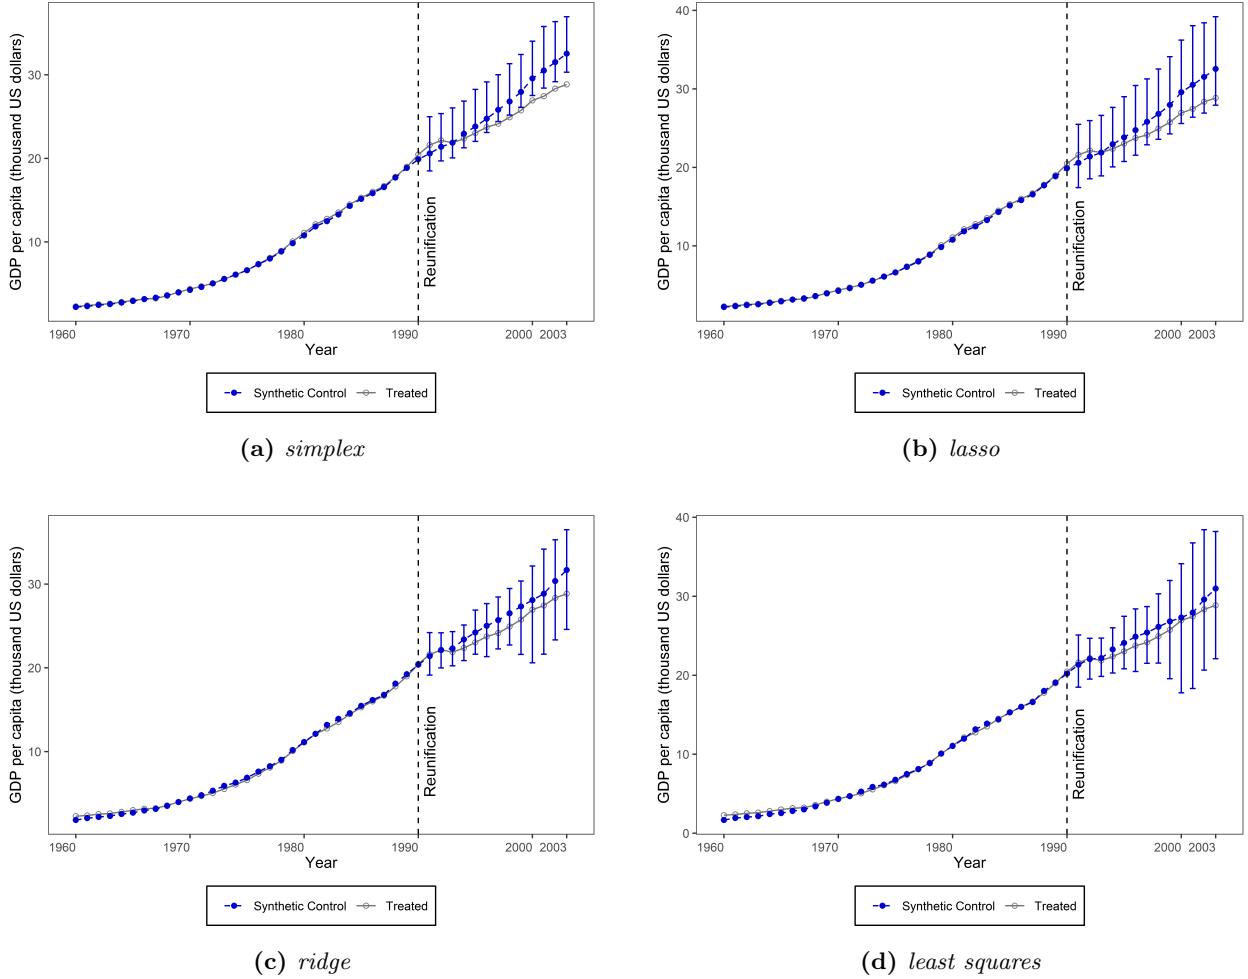 GDP per capita (thousand US dollars)
30
20
10
Reunification
1960
1970
1980
1990
2000
2003
Year
Synthetic Control
Treated
(a) simplex
GDP per capita (thousand US dollars)
40
30
20
10
Reunification
1960
1970
1980
1990
2000
2003
Year
Synthetic Control
Treated
(b) lasso
GDP per capita (thousand US dollars)
30
20
10
Reunification
1960
1970
1980
1990
2000
2003
Year
Synthetic Control
Treated
(c) ridge
GDP per capita (thousand US dollars)
40
30
20
10
0
Reunification
1960
1970
1980
1990
2000
2003
Year
Synthetic Control
Treated
(d) least squares